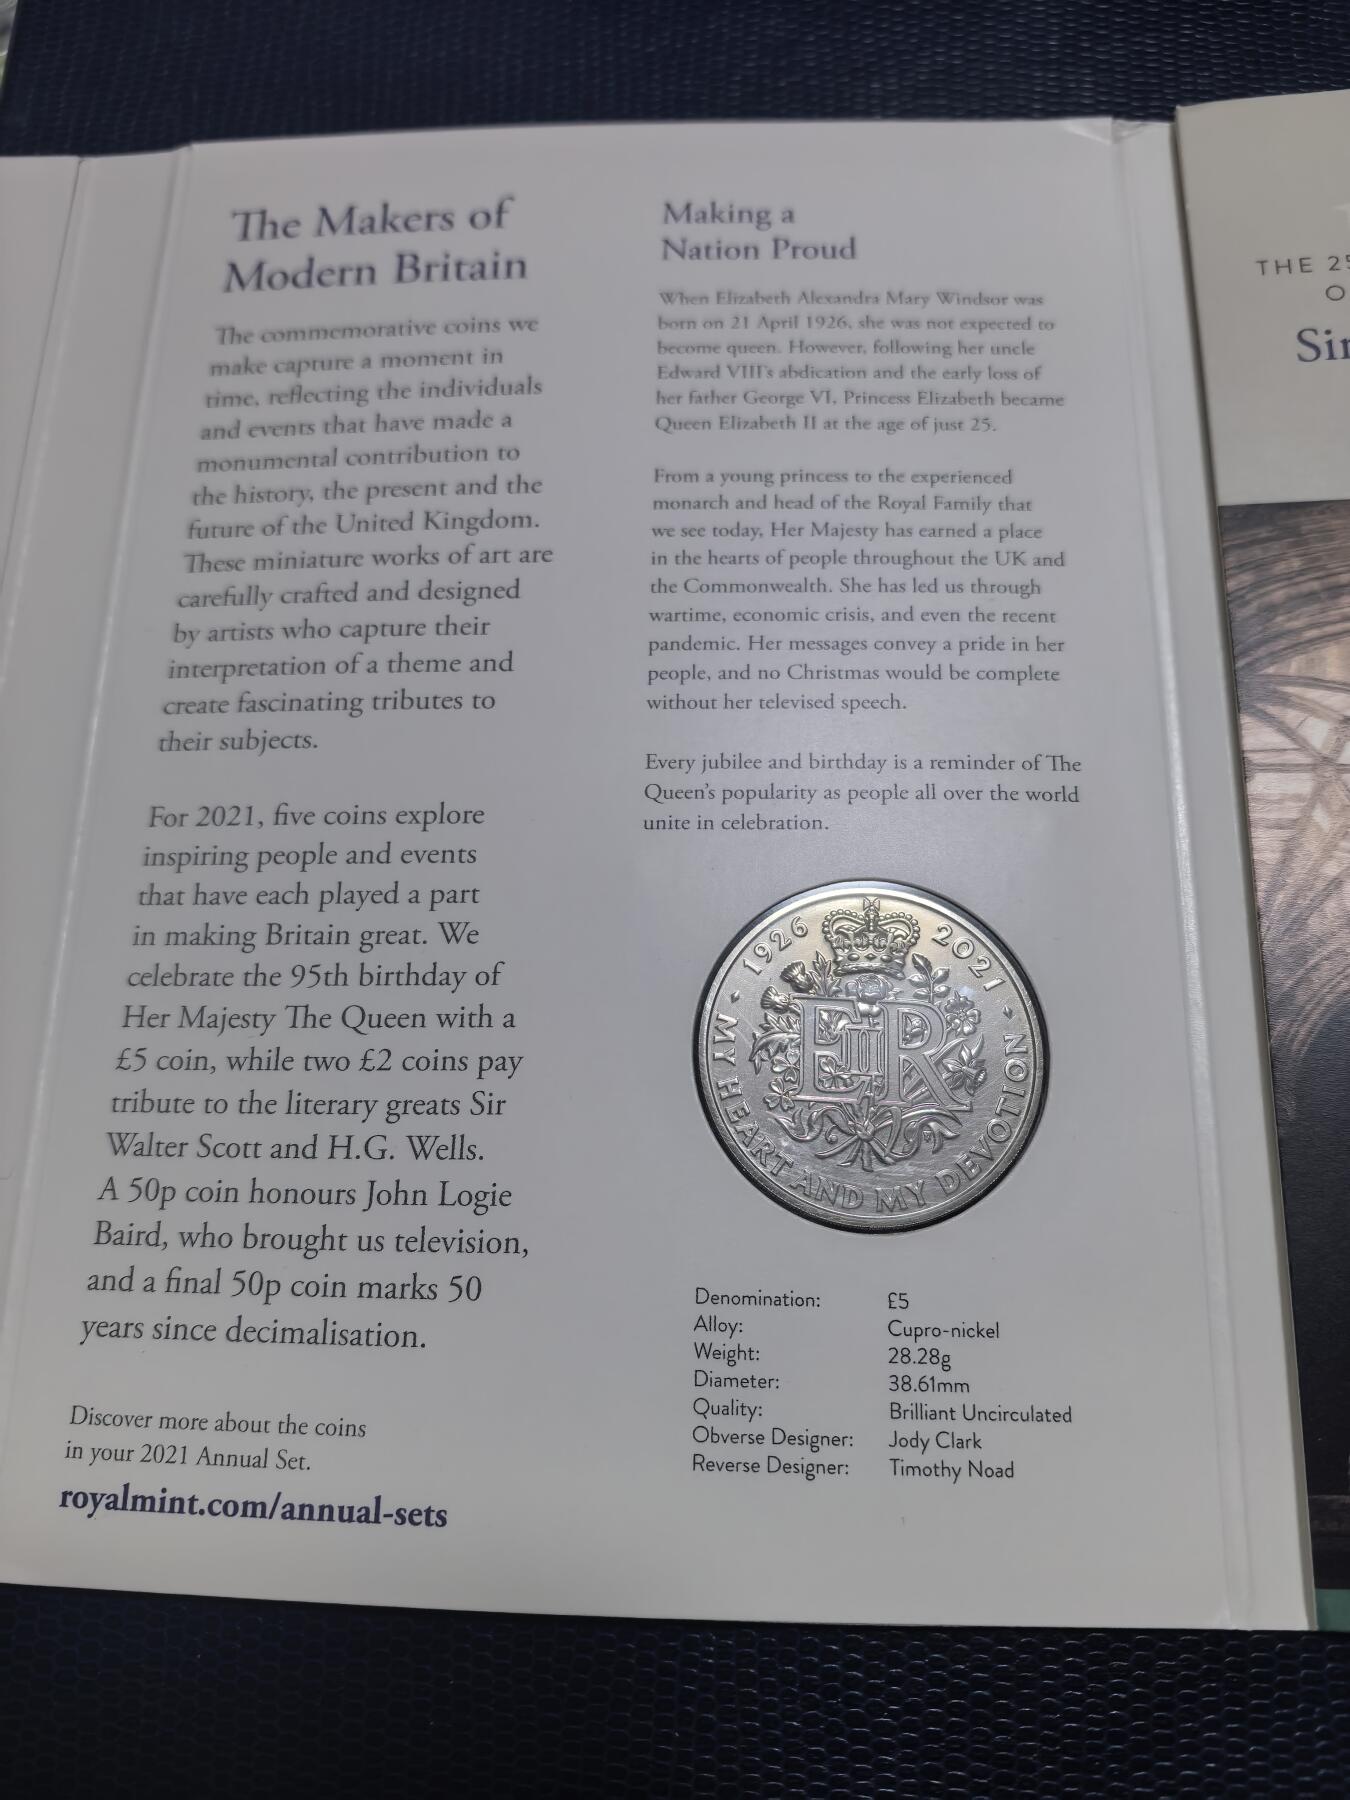 The Makers of
Modern Britain
The commemorative coins we
make capture a moment in
time, reflecting the individuals
and events that have made a
monumental contribution to
the history, the present and the
future of the United Kingdom.
These miniature works of art are
carefully crafted and designed
by artists who capture their
interpretation of a theme and
create fascinating tributes to
their subjects.
For 2021, five coins explore
inspiring people and events
that have each played a part
in making Britain great. We
celebrate the 95th birthday of
Her Majesty The Queen with a
£5 coin, while two £2 coins pay
tribute to the literary greats Sir
Walter Scott and H.G. Wells.
A 50p coin honours John Logie
Baird, who brought us television,
and a final 50p coin marks 50
years since decimalisation.
Discover more about the coins
in your 2021 Annual Set.
royalmint.com/annual-sets
Making a
Nation Proud
When Elizabeth Alexandra Mary Windsor was
born on 21 April 1926, she was not expected to
become queen. However, following her uncle
Edward VIII's abdication and the early loss of
her father George VI, Princess Elizabeth became
Queen Elizabeth II at the age of just 25.
From a young princess to the experienced
monarch and head of the Royal Family that
we see today, Her Majesty has earned a place
in the hearts of people throughout the UK and
the Commonwealth. She has led us through
wartime, economic crisis, and even the recent
pandemic. Her messages convey a pride in her
people, and no Christmas would be complete
without her televised speech.
Every jubilee and birthday is a reminder of The
Queen's popularity as people all over the world
unite in celebration.
1926 2021
EIIR
MY HEART AND MY DEVOTION
Denomination: £5
Alloy: Cupro-nickel
Weight: 28.28g
Diameter: 38.61mm
Quality: Brilliant Uncirculated
Obverse Designer: Jody Clark
Reverse Designer: Timothy Noad
THE 25
O
Sir